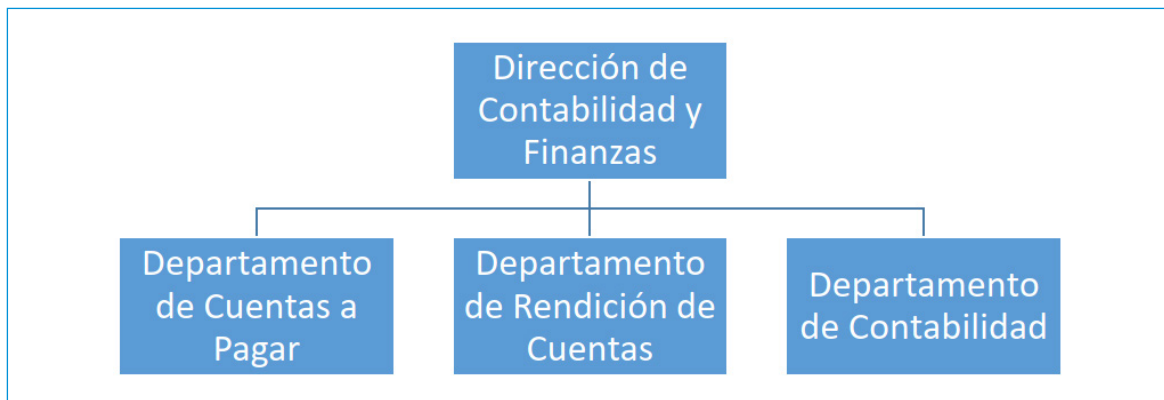 Dirección de
Contabilidad y
Finanzas
Departamento
de Cuentas a
Pagar
Departamento
de Rendición de
Cuentas
Departamento
de Contabilidad